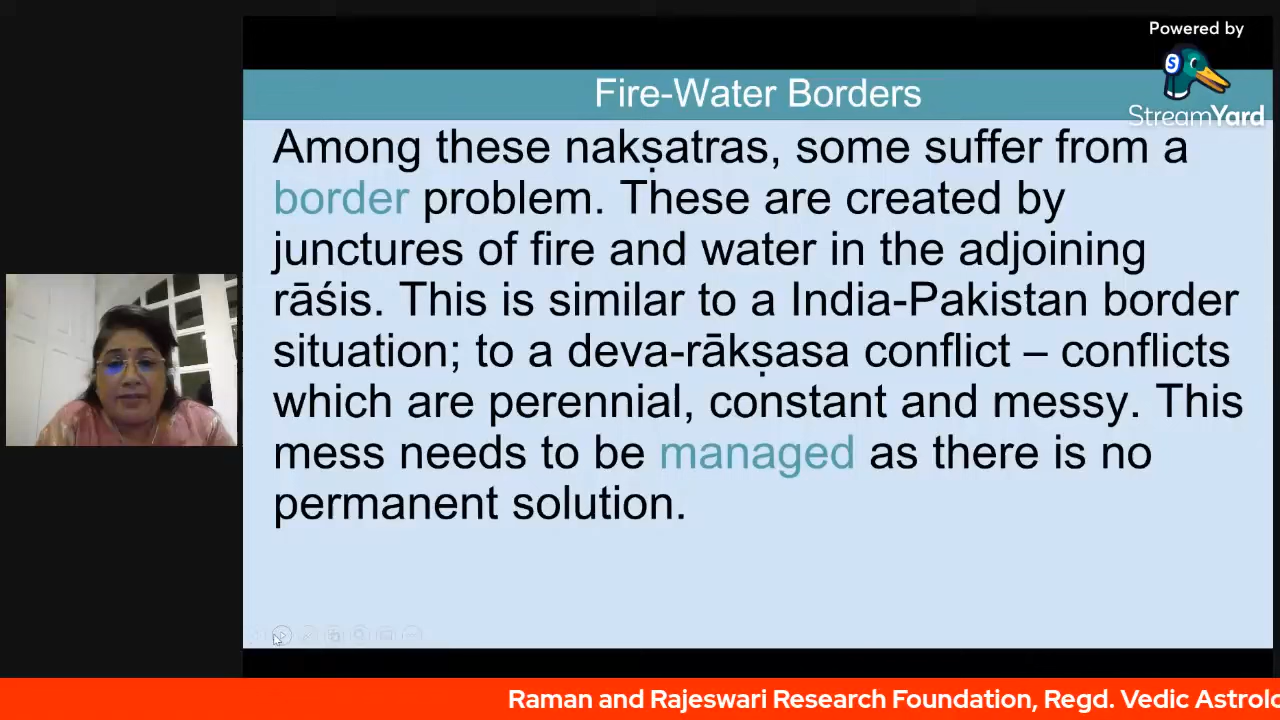 Powered by
StreamYard
Fire-Water Borders
Among these nakṣatras, some suffer from a
border problem. These are created by
junctures of fire and water in the adjoining
rāśis. This is similar to a India-Pakistan border
situation; to a deva-rākṣasa conflict – conflicts
which are perennial, constant and messy. This
mess needs to be managed as there is no
permanent solution.
Raman and Rajeswari Research Foundation, Regd. Vedic Astrolo